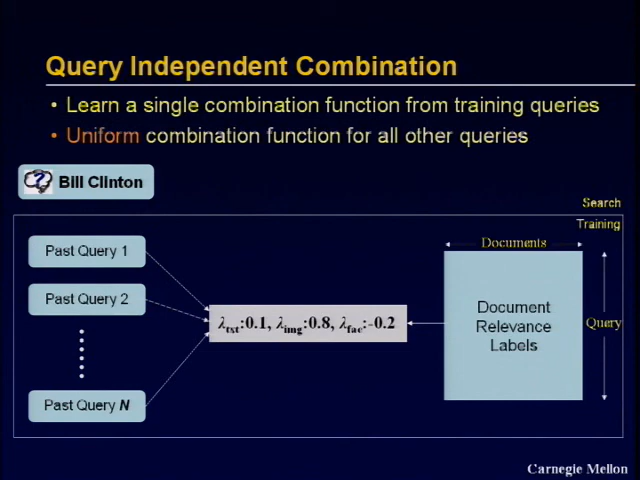 Query Independent Combination
• Learn a single combination function from training queries
• Uniform combination function for all other queries
? Bill Clinton
Search
Training
Past Query 1
Past Query 2
Past Query N
λtxt:0.1, λimg:0.8, λfac:-0.2
Documents
Document
Relevance
Labels
Query
Carnegie Mellon